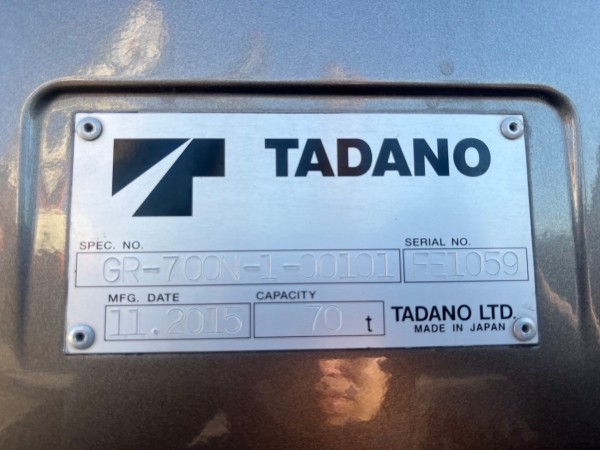 TADANO
SPEC. NO. SERIAL NO.
GR-700N-1-00101 FE1059
MFG. DATE CAPACITY
11.2015 70 t TADANO LTD.
MADE IN JAPAN